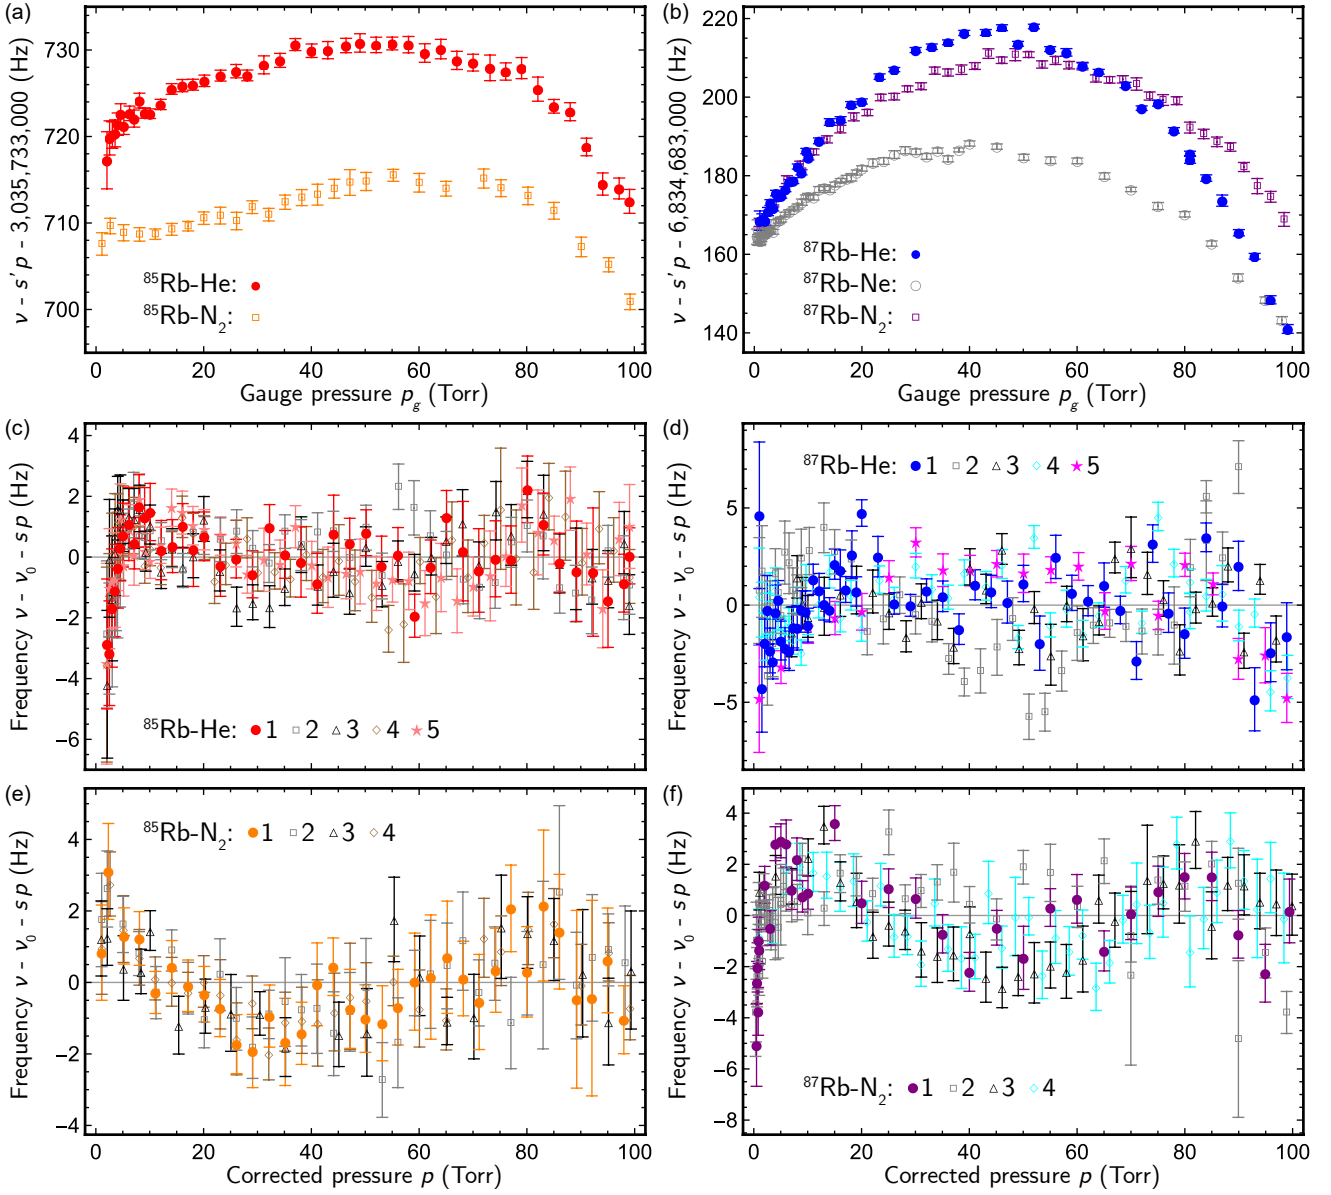 (a)
ν - s′p - 3,035,733,000 (Hz)
730
720
710
700
⁸⁵Rb-He:
⁸⁵Rb-N₂:
0 20 40 60 80 100
Gauge pressure p_g (Torr)
(b)
ν - s′p - 6,834,683,000 (Hz)
220
200
180
160
140
⁸⁷Rb-He:
⁸⁷Rb-Ne:
⁸⁷Rb-N₂:
0 20 40 60 80 100
Gauge pressure p_g (Torr)
(c)
Frequency ν - ν₀ - s p (Hz)
4
2
0
−2
−4
−6
⁸⁵Rb-He: 1 2 3 4 5
(d)
Frequency ν - ν₀ - s p (Hz)
5
0
−5
⁸⁷Rb-He: 1 2 3 4 5
(e)
Frequency ν - ν₀ - s p (Hz)
4
2
0
−2
−4
⁸⁵Rb-N₂: 1 2 3 4
0 20 40 60 80 100
Corrected pressure p (Torr)
(f)
Frequency ν - ν₀ - s p (Hz)
4
2
0
−2
−4
−6
−8
⁸⁷Rb-N₂: 1 2 3 4
0 20 40 60 80 100
Corrected pressure p (Torr)